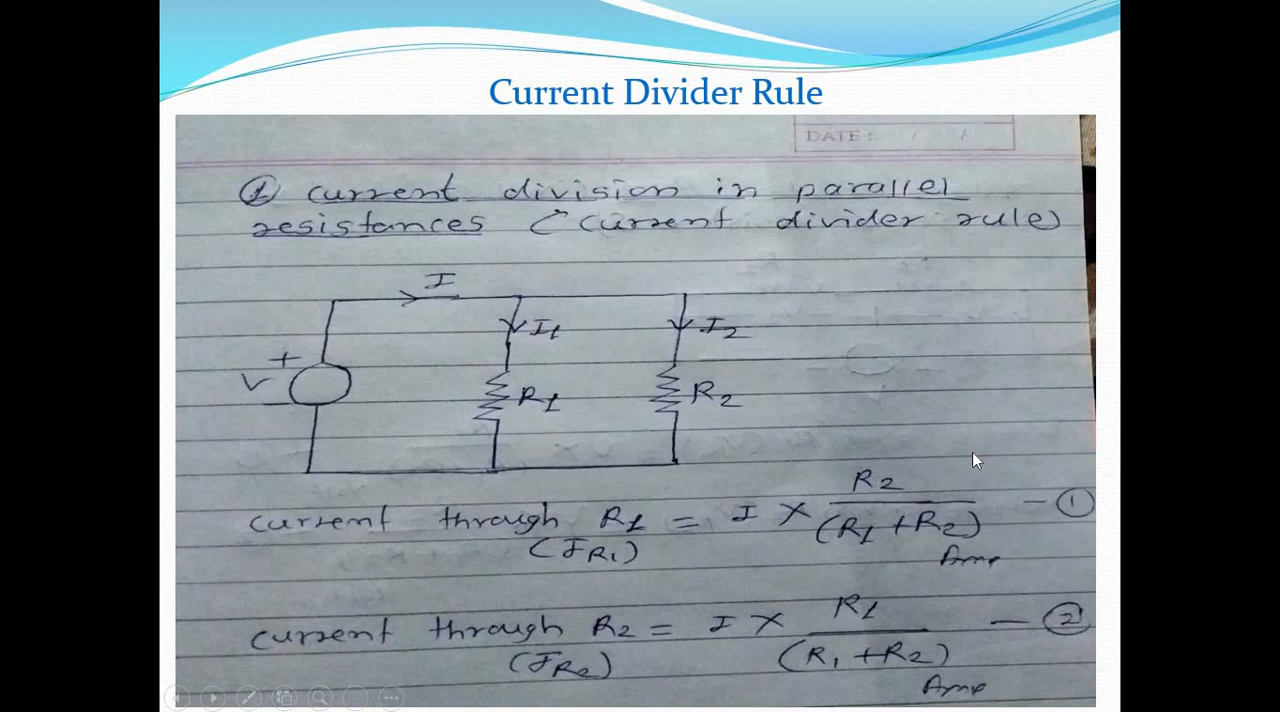 Current Divider Rule
DATE : / /
① current division in parallel
resistances (current divider rule)
I
I1
I2
+
V
-
R1
R2
current through R1 = I × R2 / (R1 + R2) - ①
(IR1) Amp
current through R2 = I × R1 / (R1 + R2) - ②
(IR2) Amp